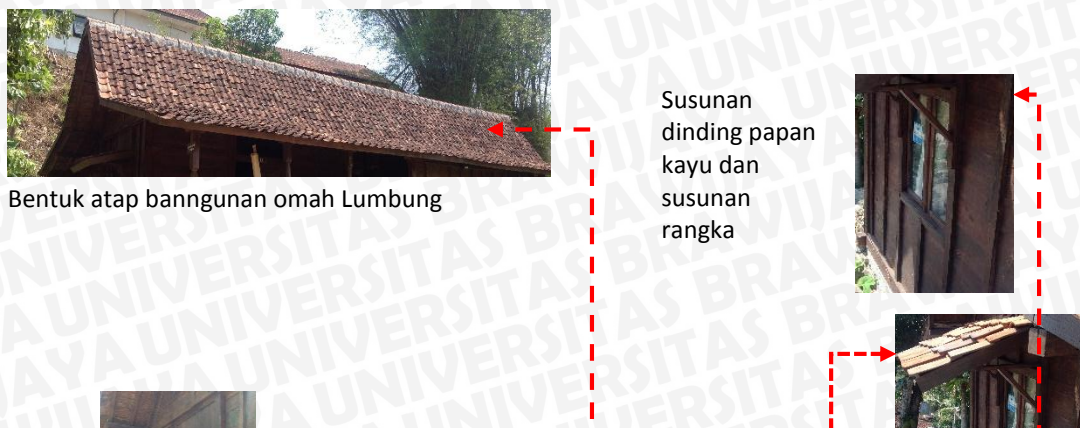 Bentuk atap banngunan omah Lumbung
Susunan
dinding papan
kayu dan
susunan
rangka